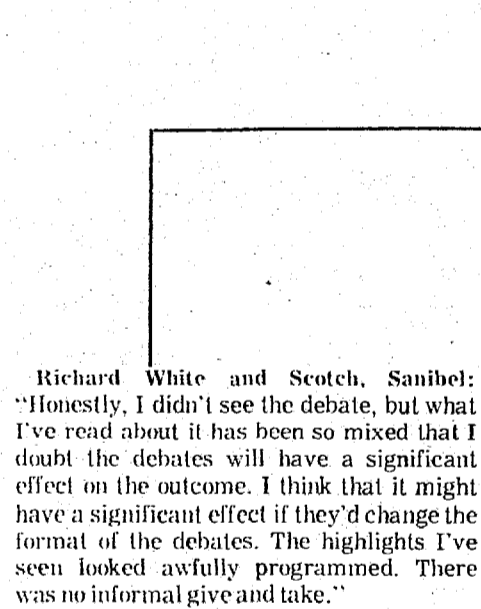 Richard White and Scotch, Sanibel:
"Honestly, I didn't see the debate, but what
I've read about it has been so mixed that I
doubt the debates will have a significant
effect on the outcome. I think that it might
have a significant effect if they'd change the
format of the debates. The highlights I've
seen looked awfully programmed. There
was no informal give and take."